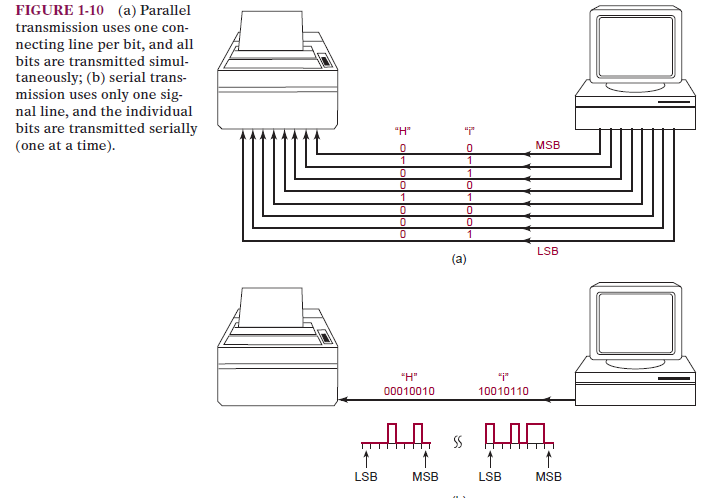 FIGURE 1-10 (a) Parallel
transmission uses one con-
necting line per bit, and all
bits are transmitted simul-
taneously; (b) serial trans-
mission uses only one sig-
nal line, and the individual
bits are transmitted serially
(one at a time).
“H” “i”
0 0 MSB
1 1
0 1
0 0
1 1
0 0
0 0
0 1
LSB
(a)
“H” “i”
00010010 10010110
LSB MSB LSB MSB